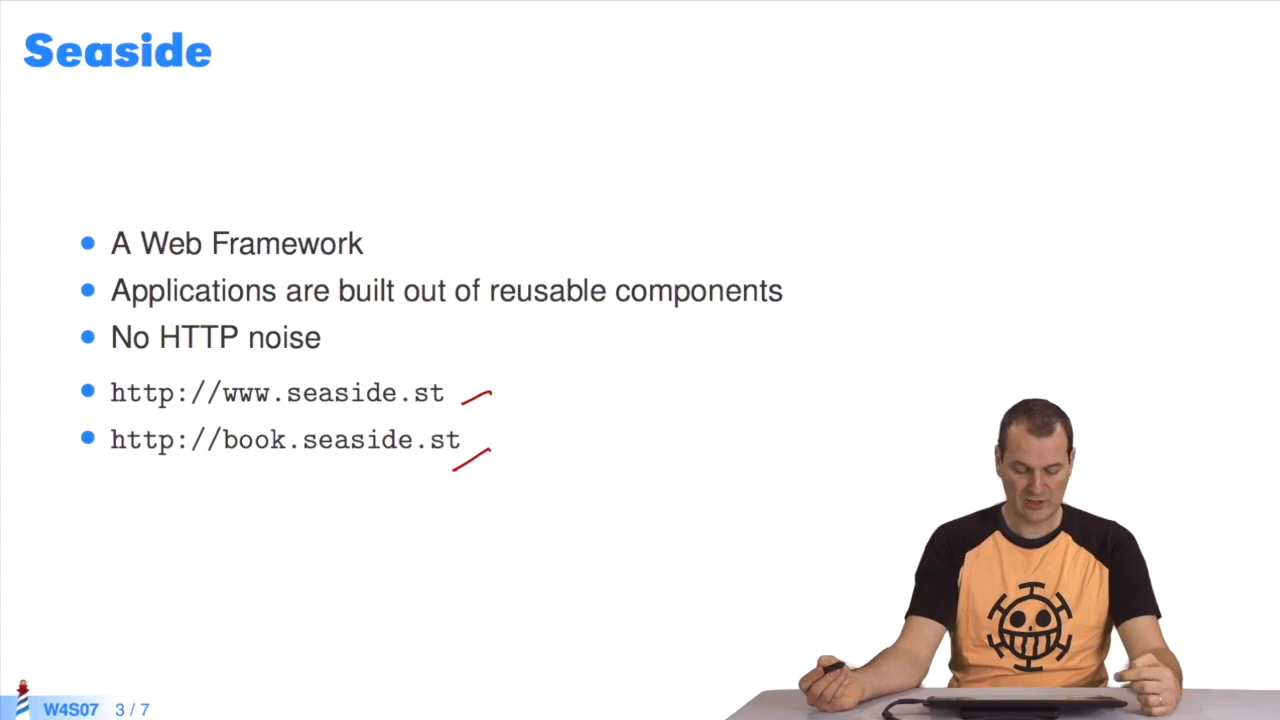 Seaside
A Web Framework
Applications are built out of reusable components
No HTTP noise
http://www.seaside.st
http://book.seaside.st
W4S07 3 / 7